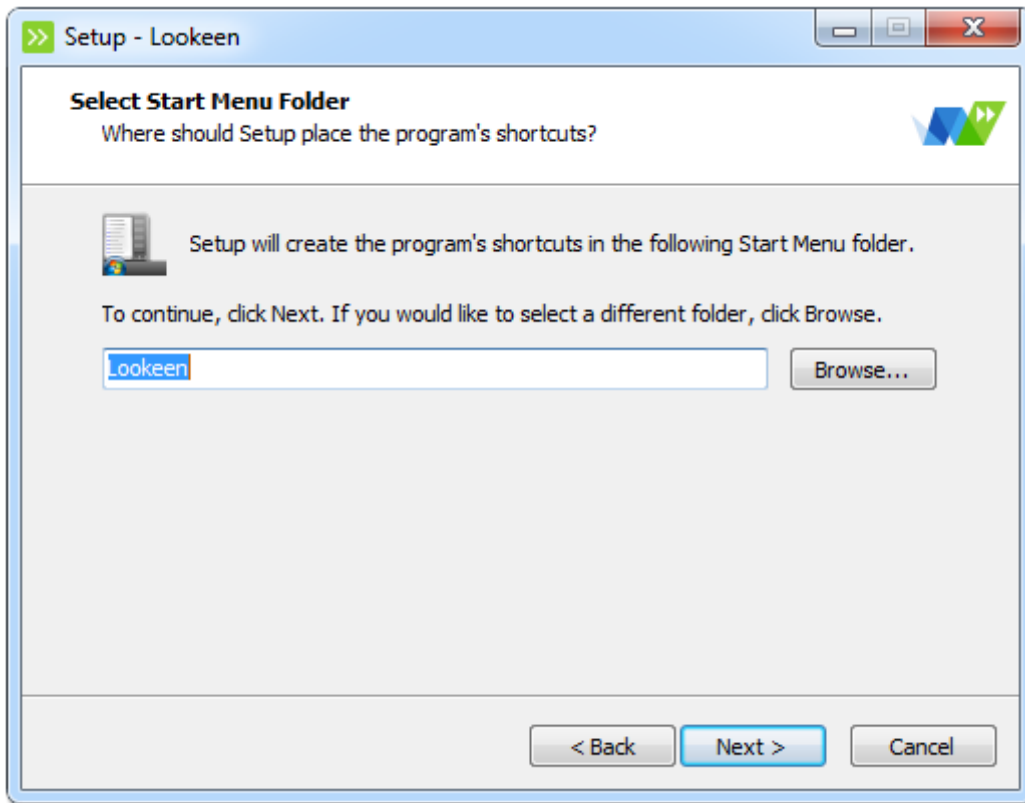 Setup - Lookeen
Select Start Menu Folder
Where should Setup place the program's shortcuts?
Setup will create the program's shortcuts in the following Start Menu folder.
To continue, click Next. If you would like to select a different folder, click Browse.
Lookeen
Browse...
< Back
Next >
Cancel